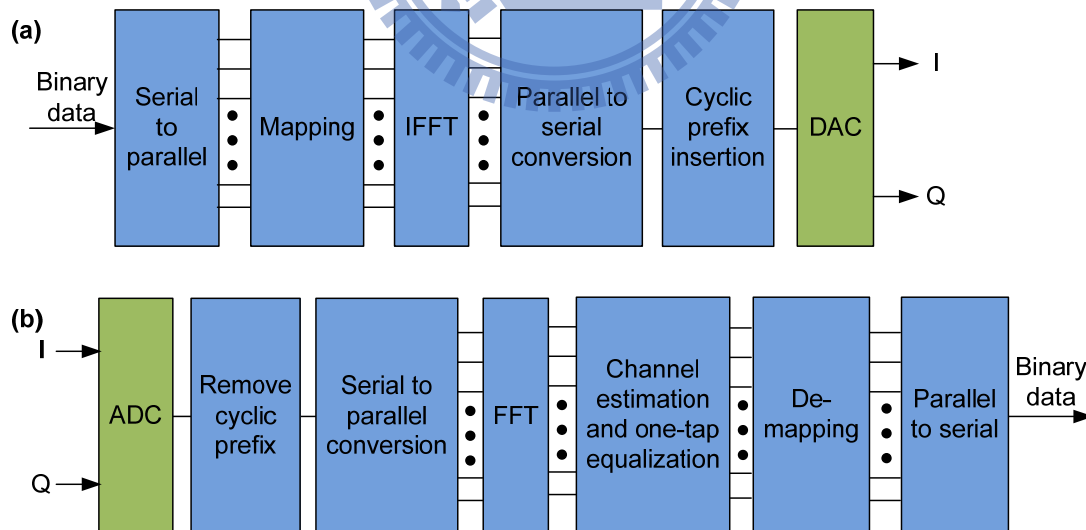 (a)
Binary
data
Serial
to
parallel
Mapping
IFFT
Parallel to
serial
conversion
Cyclic
prefix
insertion
DAC
I
Q
(b)
I
Q
ADC
Remove
cyclic
prefix
Serial to
parallel
conversion
FFT
Channel
estimation
and one-tap
equalization
De-
mapping
Parallel
to serial
Binary
data